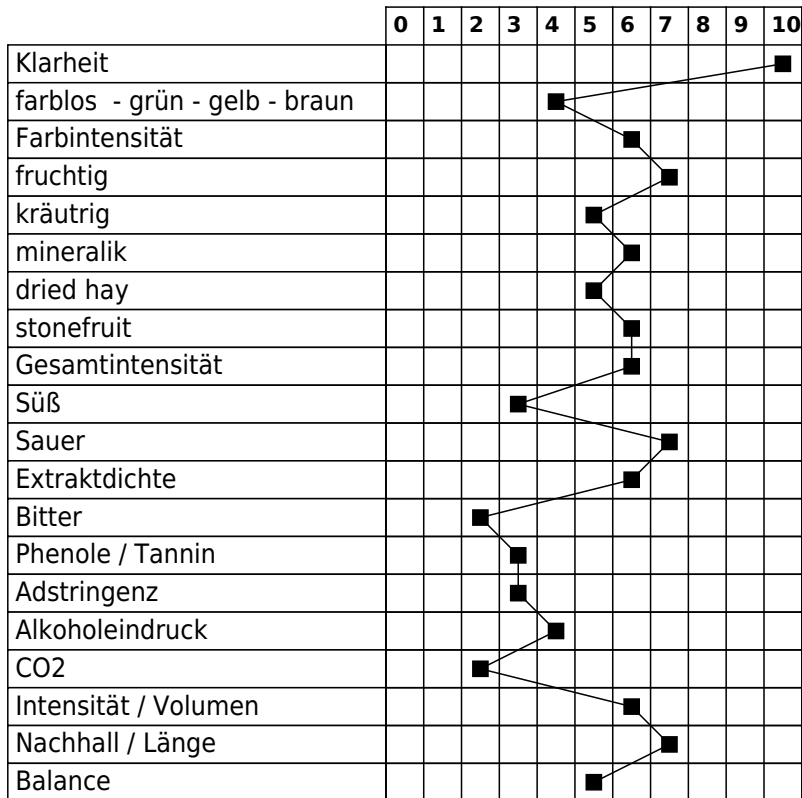 0 1 2 3 4 5 6 7 8 9 10
Klarheit
farblos - grün - gelb - braun
Farbintensität
fruchtig
kräutrig
mineralik
dried hay
stonefruit
Gesamtintensität
Süß
Sauer
Extraktdichte
Bitter
Phenole / Tannin
Adstringenz
Alkoholeindruck
CO2
Intensität / Volumen
Nachhall / Länge
Balance